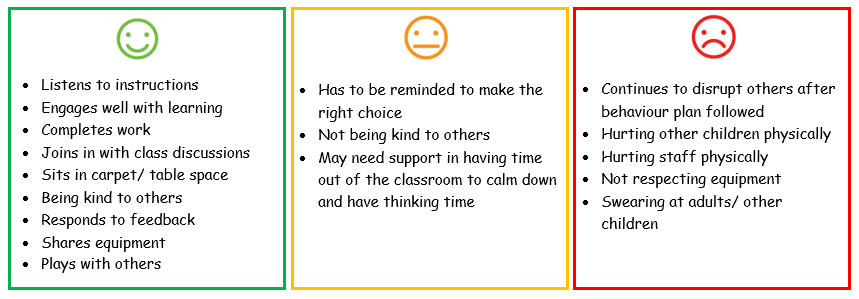 • Listens to instructions
• Engages well with learning
• Completes work
• Joins in with class discussions
• Sits in carpet/ table space
• Being kind to others
• Responds to feedback
• Shares equipment
• Plays with others
• Has to be reminded to make the
right choice
• Not being kind to others
• May need support in having time
out of the classroom to calm down
and have thinking time
• Continues to disrupt others after
behaviour plan followed
• Hurting other children physically
• Hurting staff physically
• Not respecting equipment
• Swearing at adults/ other
children